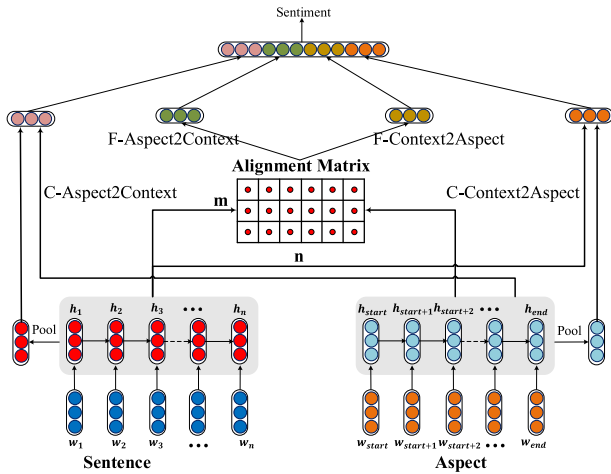 Sentiment
F-Aspect2Context F-Context2Aspect
Alignment Matrix
C-Aspect2Context C-Context2Aspect
m
n
h1 h2 h3 ••• hn
hstart hstart+1 hstart+2 ••• hend
Pool
Pool
w1 w2 w3 ••• wn
wstart wstart+1 wstart+2 ••• wend
Sentence Aspect